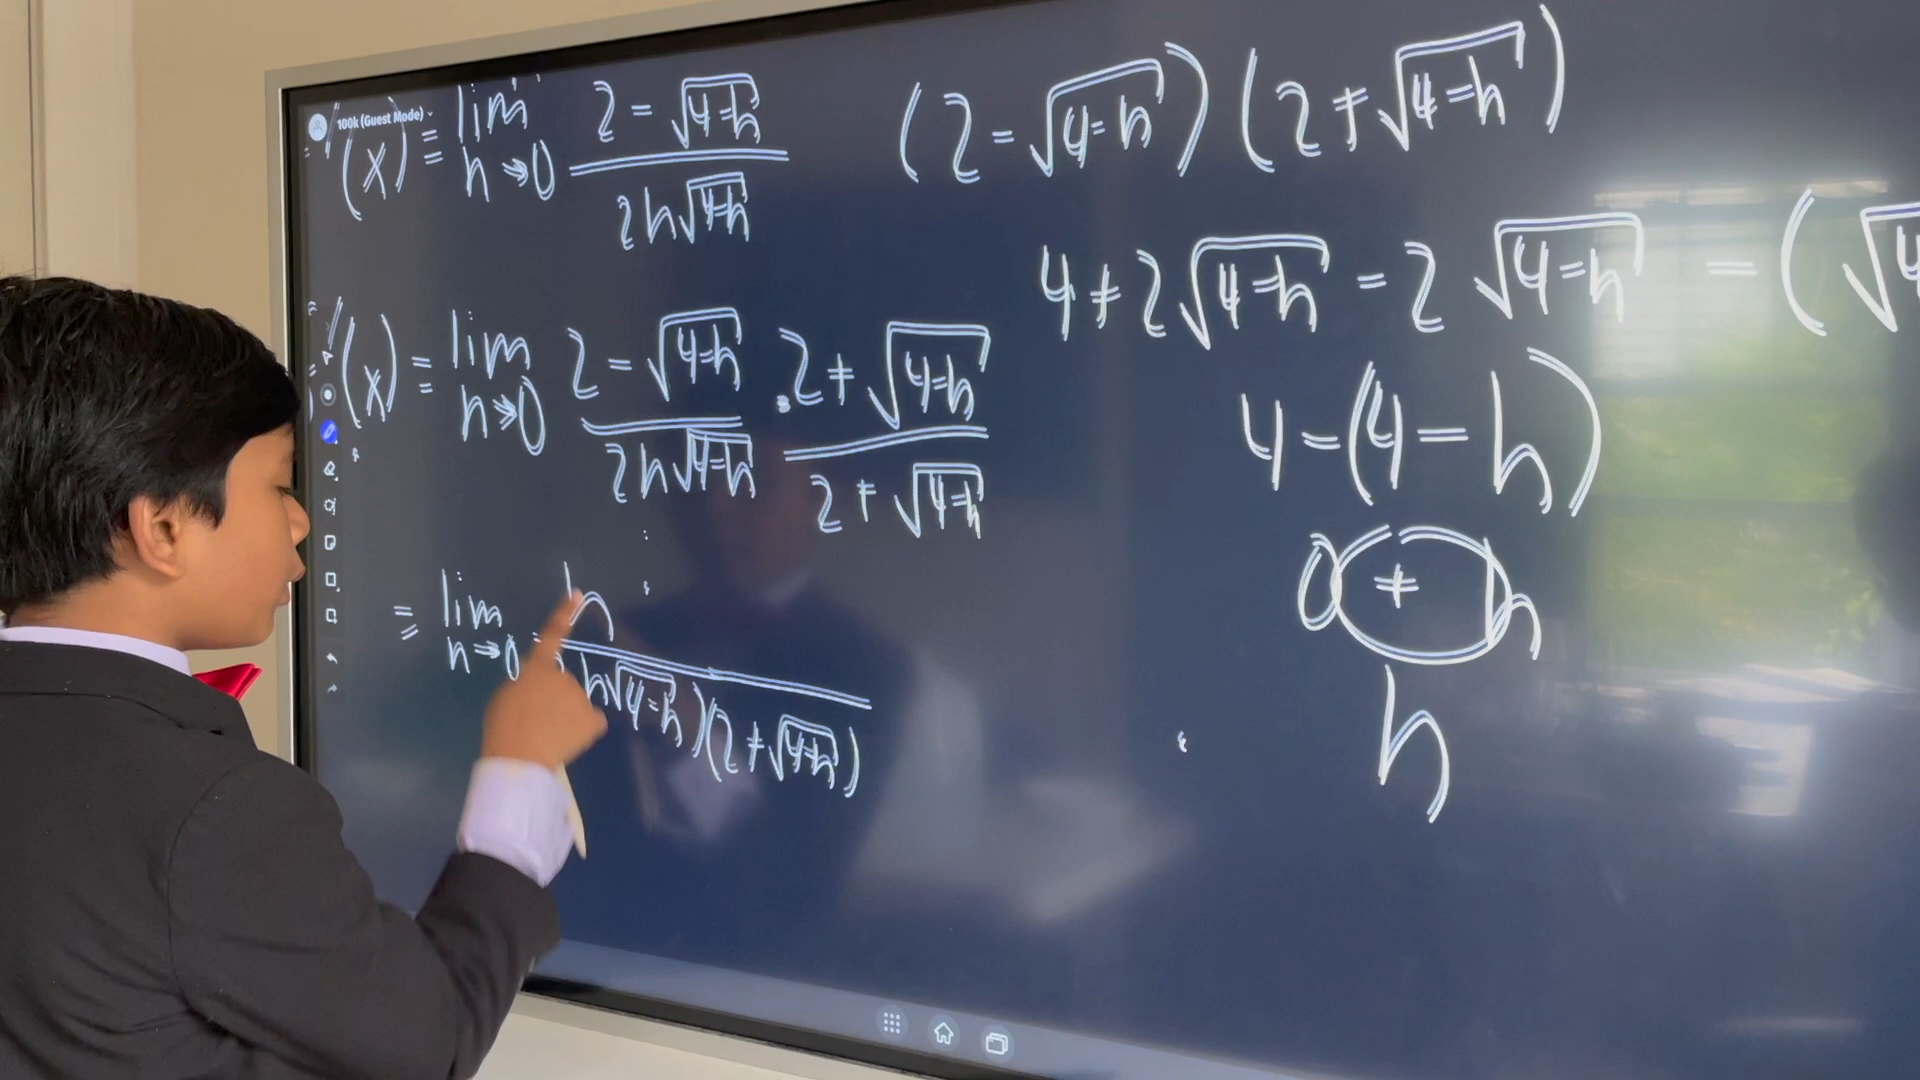 100k (Guest Mode)
(x) = lim h→0 (2 - √(4-h)) / (2h√(4-h))
(x) = lim h→0 (2 - √(4-h)) / (2h√(4-h)) · (2 + √(4-h)) / (2 + √(4-h))
= lim h→0 h / (h√(4-h))(2 + √(4-h))
(2 - √(4-h)) (2 + √(4-h))
4 + 2√(4-h) - 2√(4-h) - (√4
4 - (4 - h)
0 + h
h